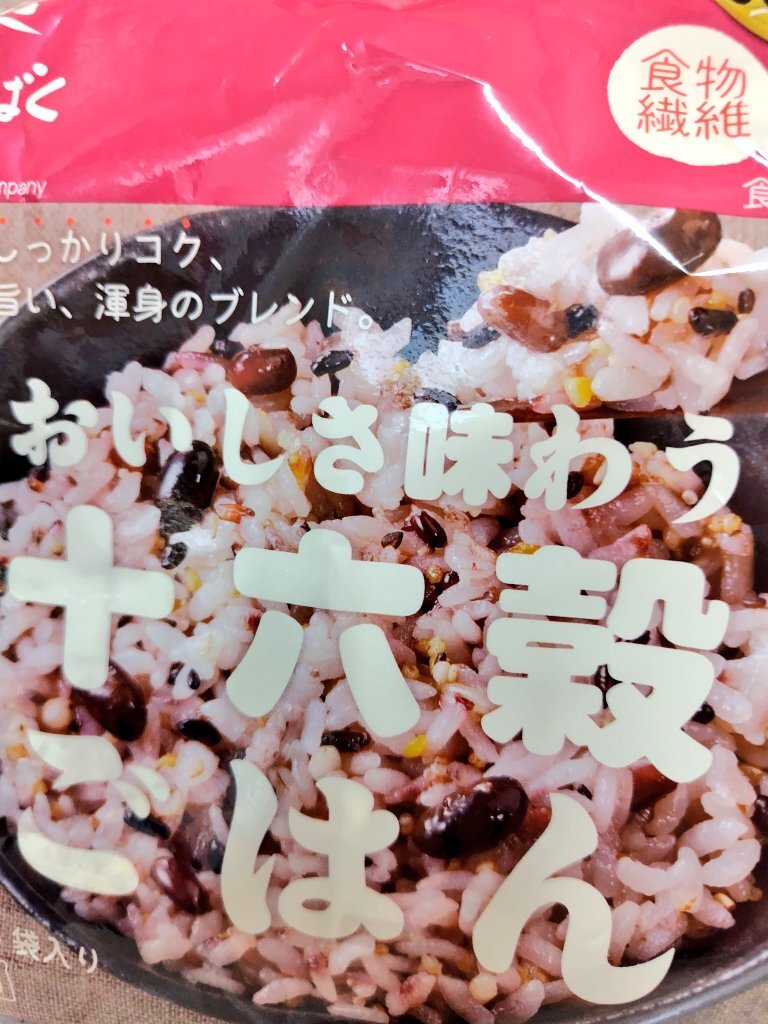 ばく
mpany
食物
繊維
食
しっかりコク、
旨い、渾身のブレンド。
おいしさ味わう
十六穀
ごはん
袋入り